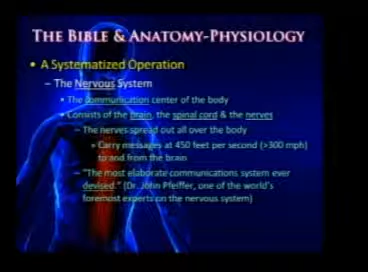 THE BIBLE & ANATOMY-PHYSIOLOGY
• A Systematized Operation
– The Nervous System
• The communication center of the body
• Consists of the brain, the spinal cord & the nerves
– The nerves spread out all over the body
» Carry messages at 450 feet per second (>300 mph)
to and from the brain
– "The most elaborate communications system ever
devised." (Dr. John Pfeiffer, one of the world's
foremost experts on the nervous system)